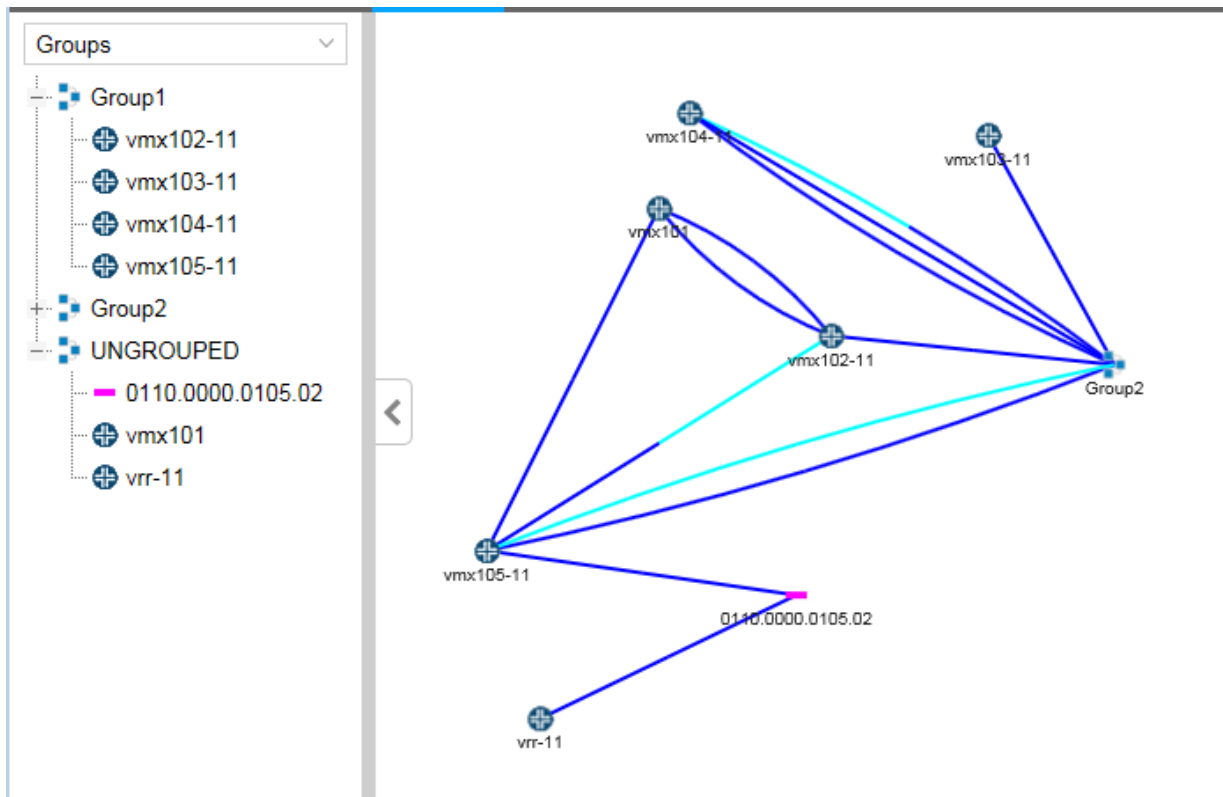 Groups
Group1
vmx102-11
vmx103-11
vmx104-11
vmx105-11
Group2
UNGROUPED
0110.0000.0105.02
vmx101
vrr-11
vmx104-11
vmx103-11
vmx101
vmx102-11
Group2
vmx105-11
0110.0000.0105.02
vrr-11